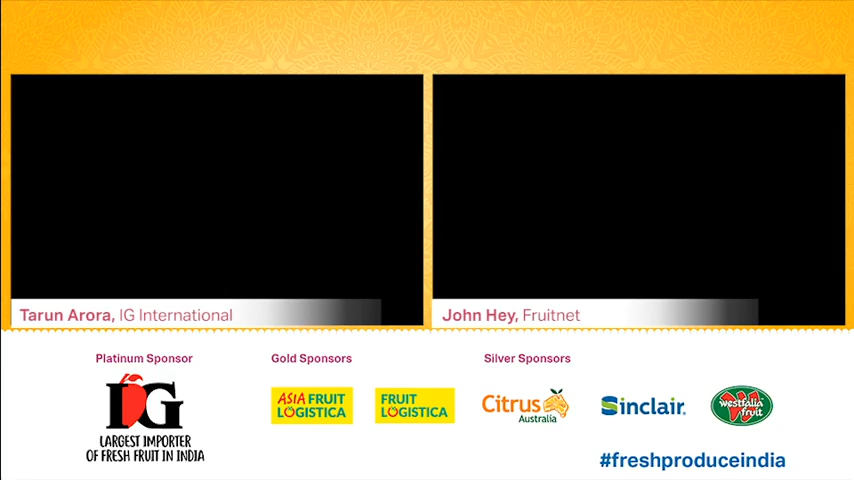 Tarun Arora, IG International
John Hey, Fruitnet
Platinum Sponsor
Gold Sponsors
Silver Sponsors
IG
LARGEST IMPORTER
OF FRESH FRUIT IN INDIA
ASIA FRUIT
LOGISTICA
FRUIT
LOGISTICA
Citrus
Australia
Sinclair
westfalia
fruit
#freshproduceindia